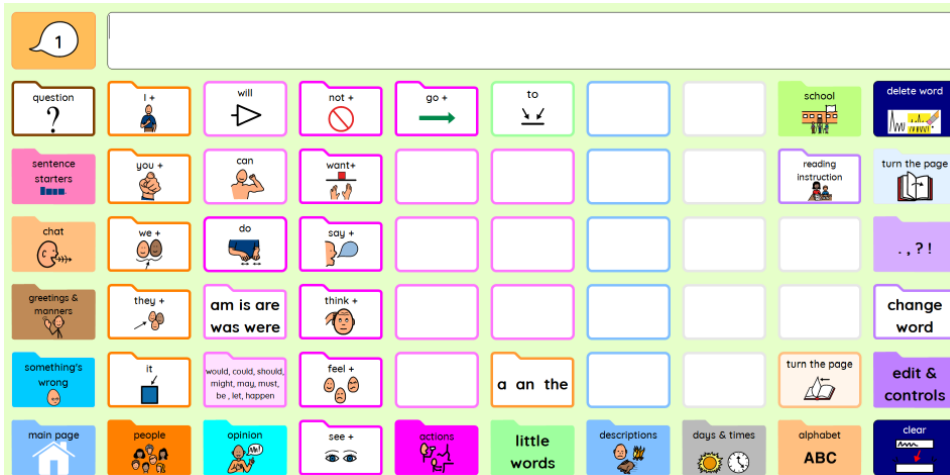 1
question
I +
will
not +
go +
to
school
delete word
sentence
starters
you +
can
want+
reading
instruction
turn the page
chat
we +
do
say +
. , ? !
greetings &
manners
they +
am is are
was were
think +
change
word
something's
wrong
it
would, could, should,
might, may, must,
be , let, happen
feel +
a an the
turn the page
edit &
controls
main page
people
opinion
see +
actions
little
words
descriptions
days & times
alphabet
ABC
clear